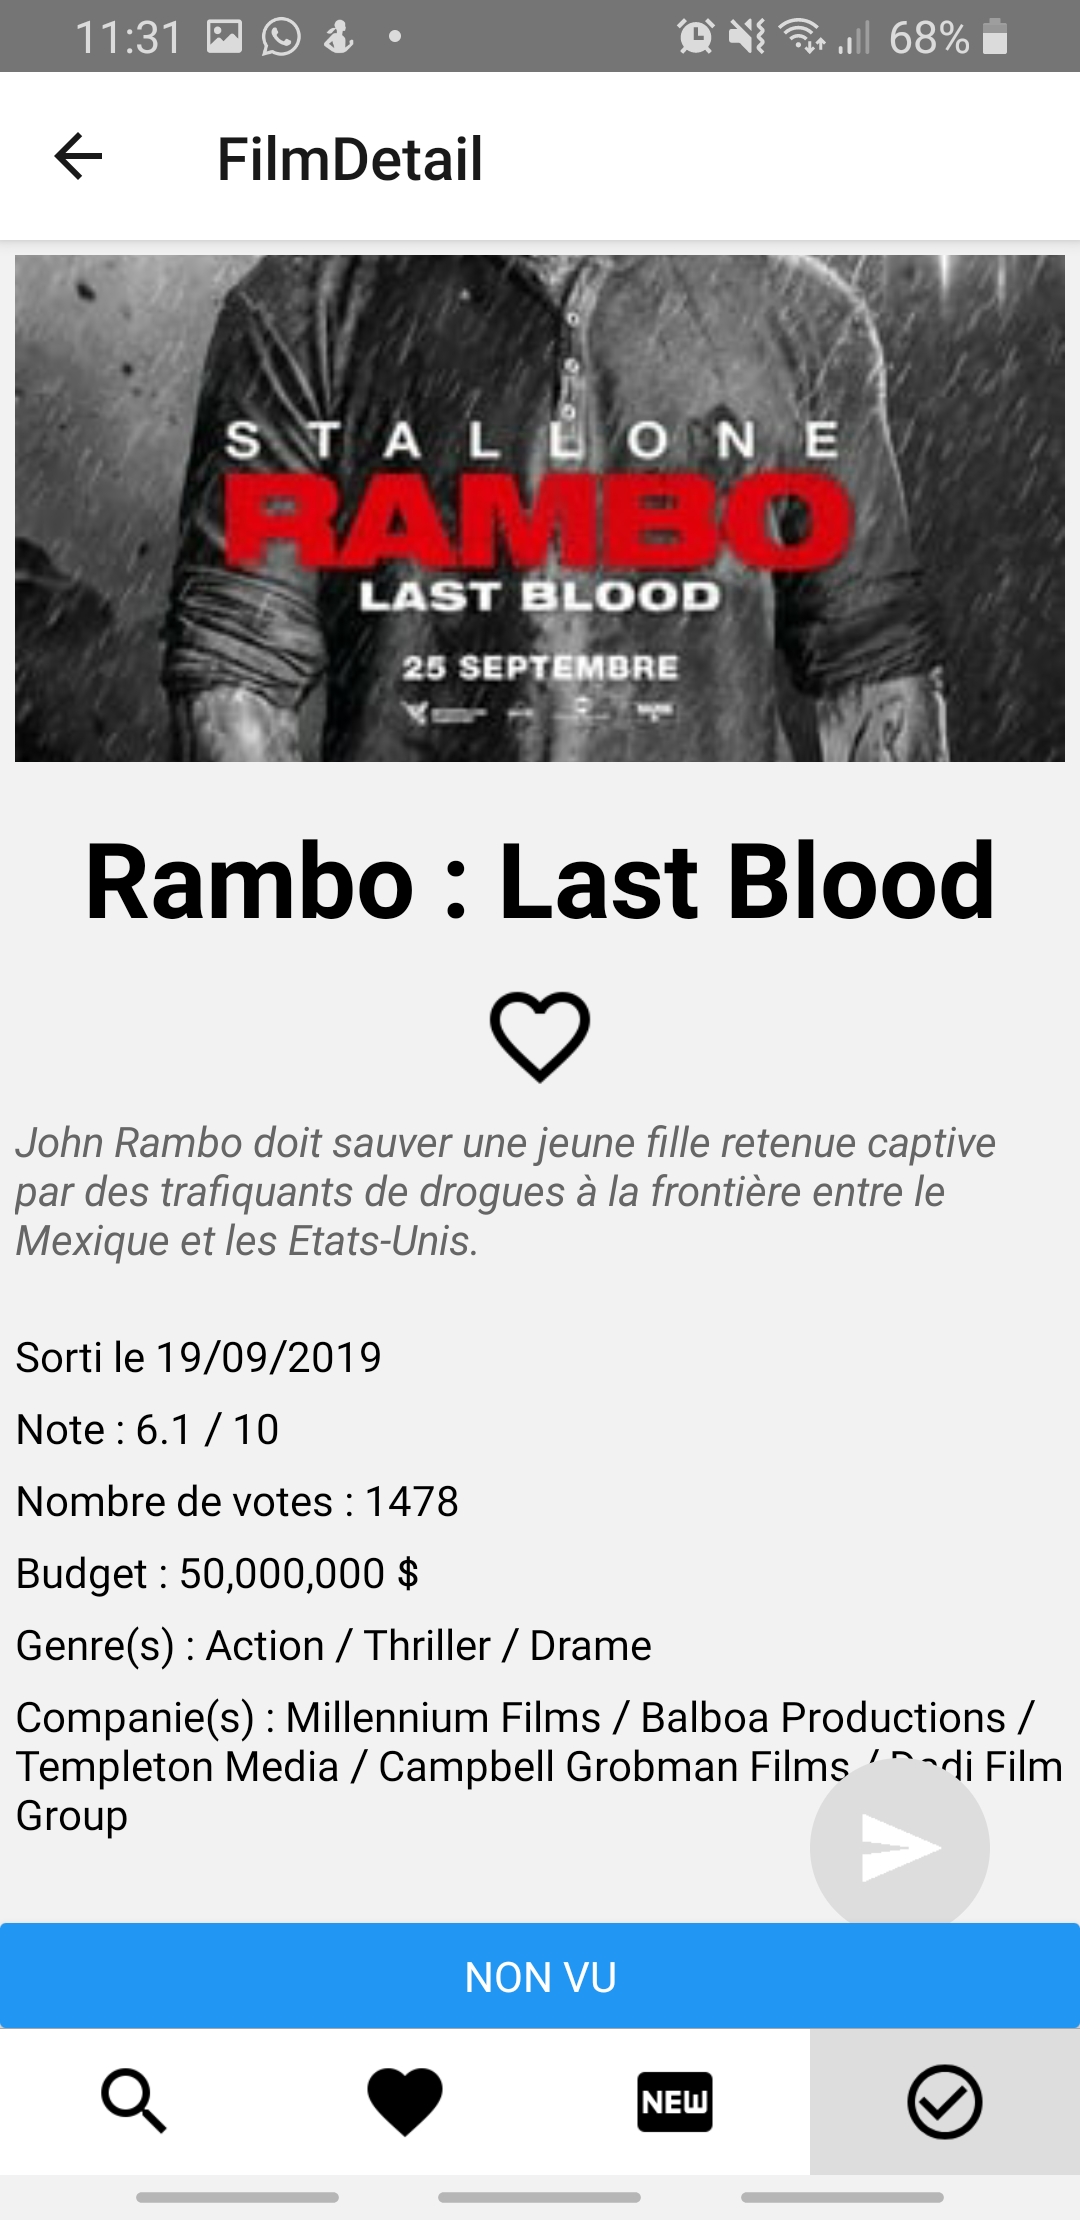 11:31
68%
FilmDetail
STALLONE
RAMBO
LAST BLOOD
25 SEPTEMBRE
Rambo : Last Blood
John Rambo doit sauver une jeune fille retenue captive
par des trafiquants de drogues à la frontière entre le
Mexique et les Etats-Unis.
Sorti le 19/09/2019
Note : 6.1 / 10
Nombre de votes : 1478
Budget : 50,000,000 $
Genre(s) : Action / Thriller / Drame
Companie(s) : Millennium Films / Balboa Productions /
Templeton Media / Campbell Grobman Films / Film
Group
NON VU
NEW